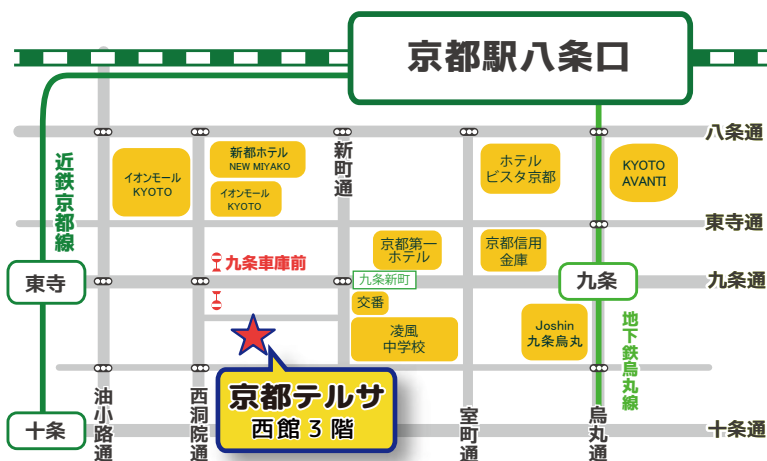 京都駅八条口
八条通
近鉄京都線
イオンモール
KYOTO
新都ホテル
NEW MIYAKO
イオンモール
KYOTO
新町通
ホテル
ビスタ京都
KYOTO
AVANTI
東寺通
京都第一
ホテル
京都信用
金庫
九条車庫前
東寺
九条新町
九条
九条通
交番
凌風
中学校
Joshin
九条烏丸
地下鉄烏丸線
京都テルサ
西館3階
十条
油小路通
西洞院通
室町通
烏丸通
十条通